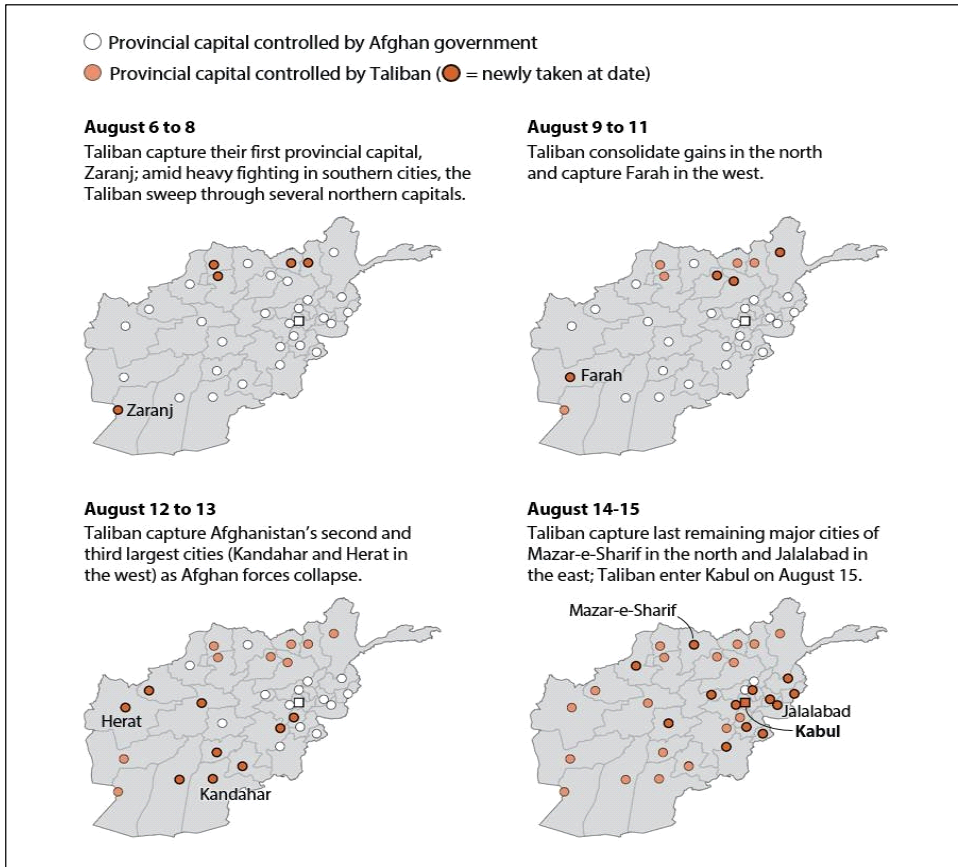 Provincial capital controlled by Afghan government
Provincial capital controlled by Taliban ( = newly taken at date)
August 6 to 8
Taliban capture their first provincial capital,
Zaranj; amid heavy fighting in southern cities, the
Taliban sweep through several northern capitals.
Zaranj
August 9 to 11
Taliban consolidate gains in the north
and capture Farah in the west.
Farah
August 12 to 13
Taliban capture Afghanistan’s second and
third largest cities (Kandahar and Herat in
the west) as Afghan forces collapse.
Herat
Kandahar
August 14-15
Taliban capture last remaining major cities of
Mazar-e-Sharif in the north and Jalalabad in
the east; Taliban enter Kabul on August 15.
Mazar-e-Sharif
Jalalabad
Kabul